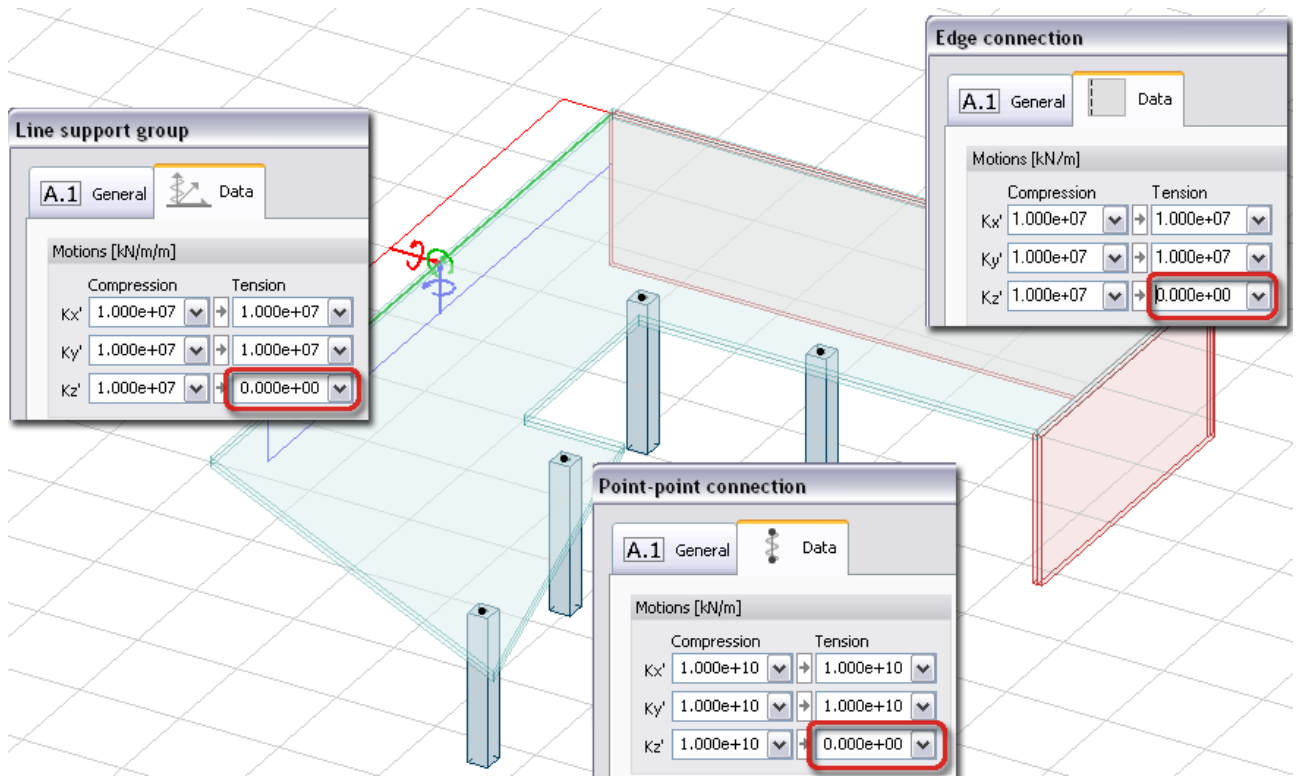 Line support group
A.1 General Data
Motions [kN/m/m]
Compression Tension
Kx' 1.000e+07 1.000e+07
Ky' 1.000e+07 1.000e+07
Kz' 1.000e+07 0.000e+00
Edge connection
A.1 General Data
Motions [kN/m]
Compression Tension
Kx' 1.000e+07 1.000e+07
Ky' 1.000e+07 1.000e+07
Kz' 1.000e+07 0.000e+00
Point-point connection
A.1 General Data
Motions [kN/m]
Compression Tension
Kx' 1.000e+10 1.000e+10
Ky' 1.000e+10 1.000e+10
Kz' 1.000e+10 0.000e+00